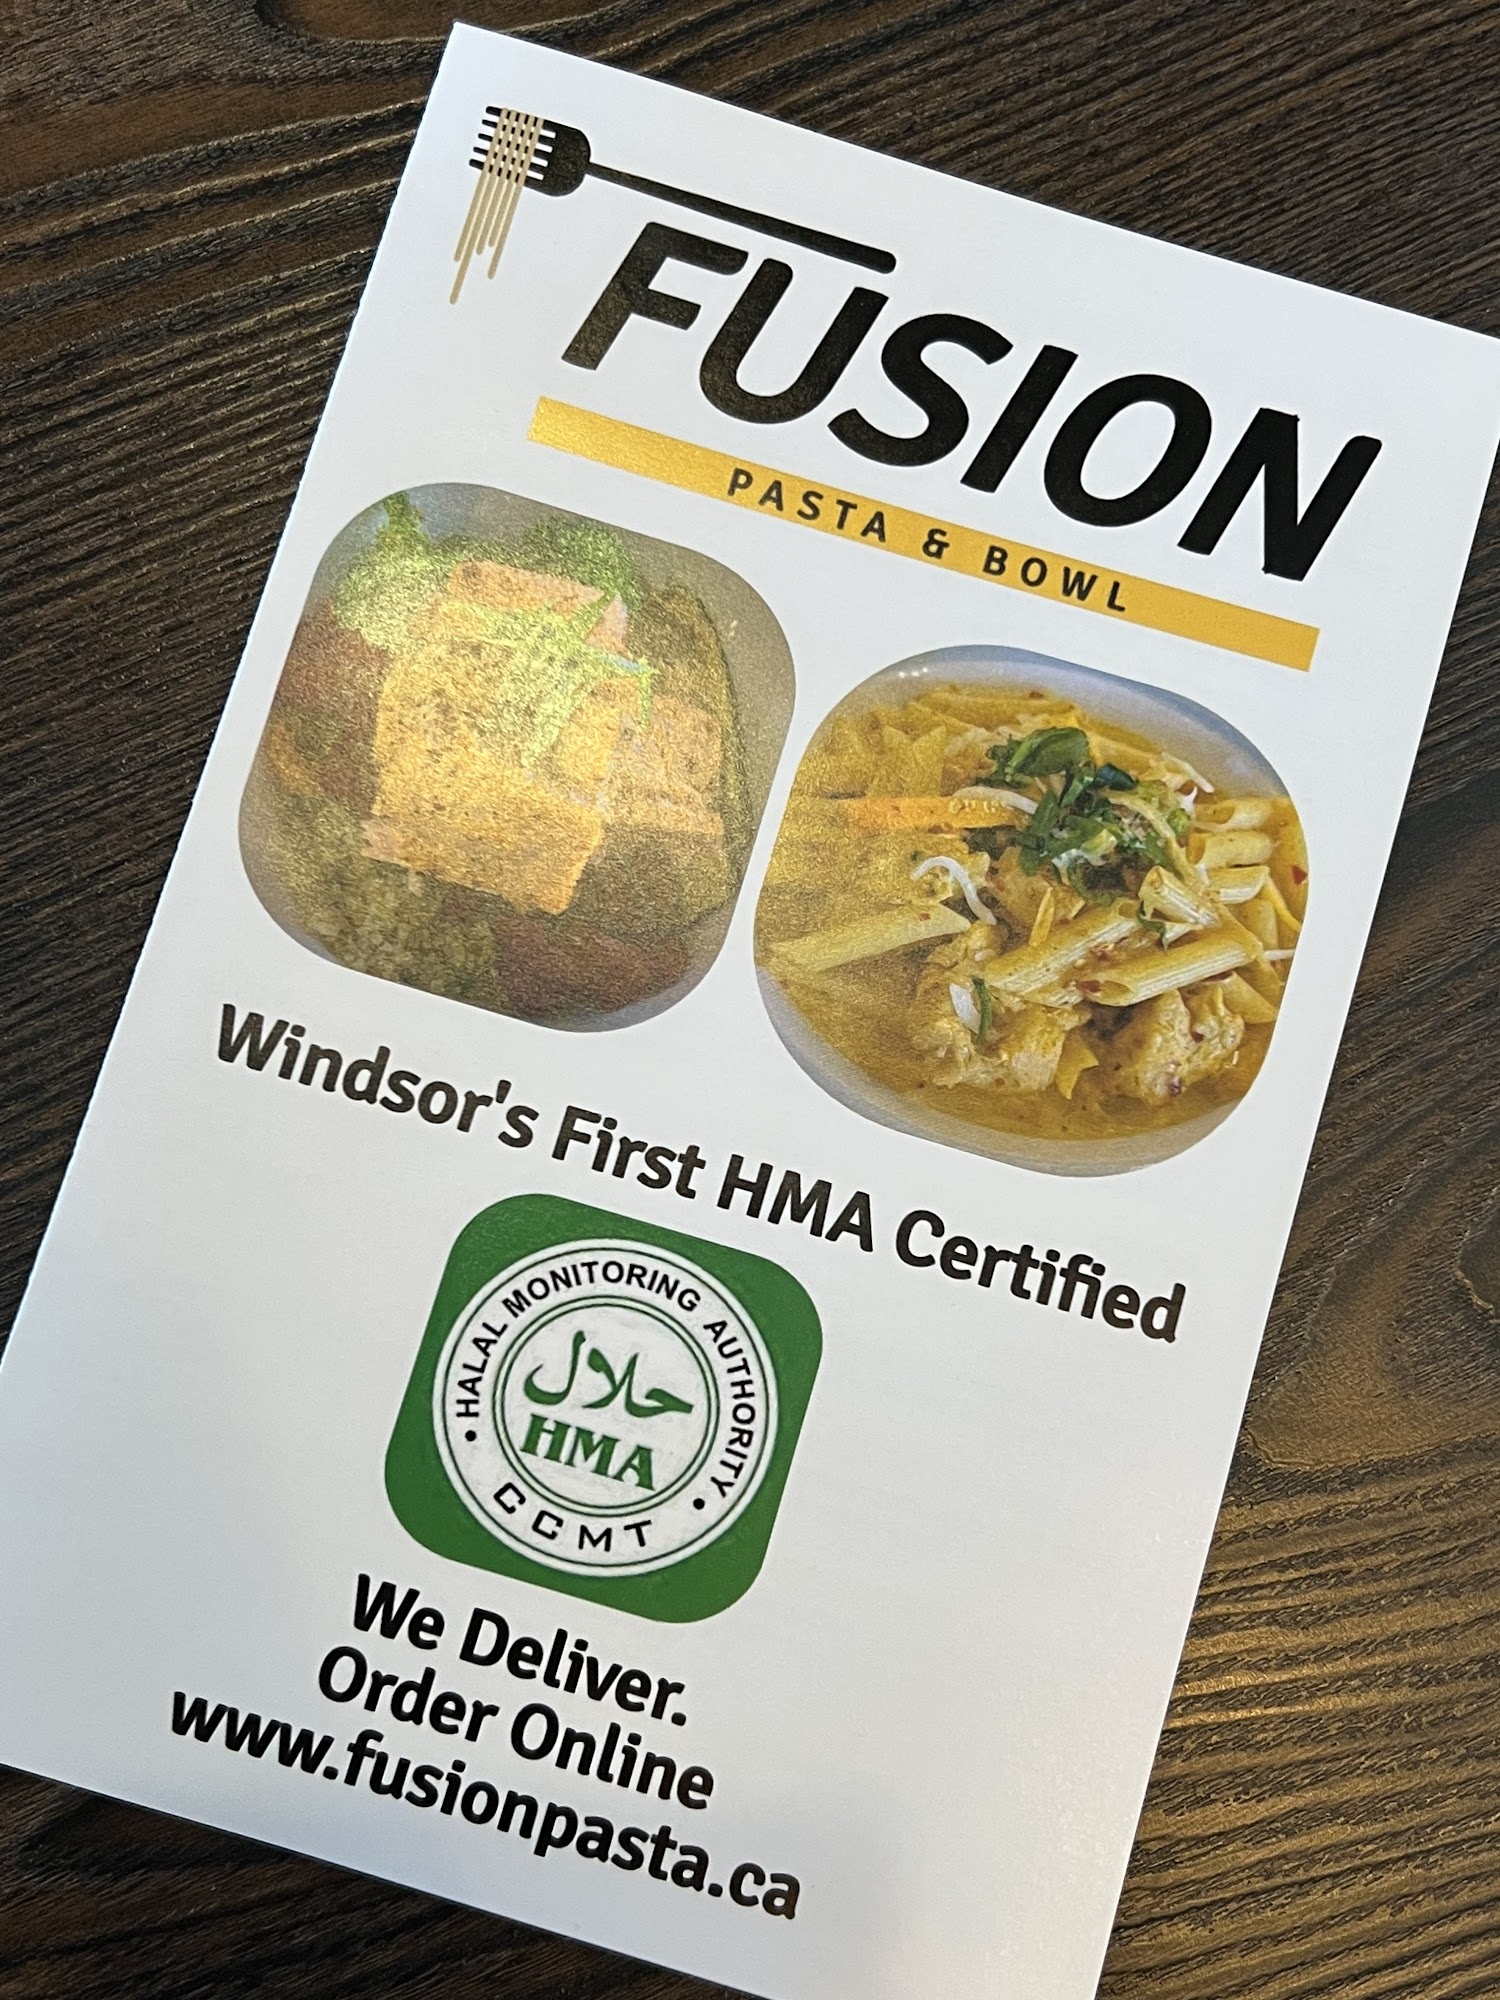 FUSION
PASTA & BOWL
Windsor's First HMA Certified
• HALAL MONITORING AUTHORITY •
حلال
HMA
CCMT
We Deliver.
Order Online
www.fusionpasta.ca